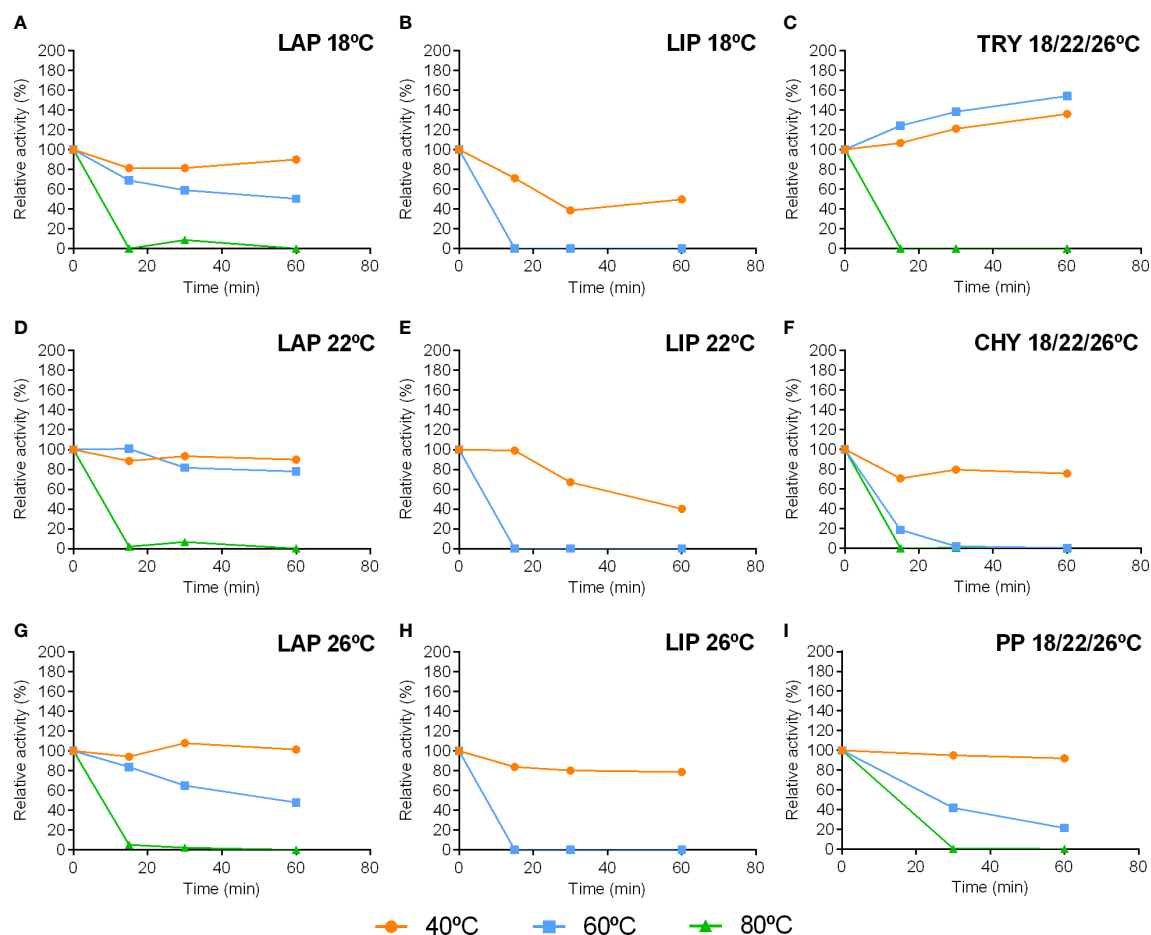 A
LAP 18ºC
200
180
160
140
120
100
80
60
40
20
0
Relative activity (%)
0 20 40 60 80
Time (min)
B
LIP 18ºC
200
180
160
140
120
100
80
60
40
20
0
Relative activity (%)
0 20 40 60 80
Time (min)
C
TRY 18/22/26ºC
200
180
160
140
120
100
80
60
40
20
0
Relative activity (%)
0 20 40 60 80
Time (min)
D
LAP 22ºC
200
180
160
140
120
100
80
60
40
20
0
Relative activity (%)
0 20 40 60 80
Time (min)
E
LIP 22ºC
200
180
160
140
120
100
80
60
40
20
0
Relative activity (%)
0 20 40 60 80
Time (min)
F
CHY 18/22/26ºC
200
180
160
140
120
100
80
60
40
20
0
Relative activity (%)
0 20 40 60 80
Time (min)
G
LAP 26ºC
200
180
160
140
120
100
80
60
40
20
0
Relative activity (%)
0 20 40 60 80
Time (min)
H
LIP 26ºC
200
180
160
140
120
100
80
60
40
20
0
Relative activity (%)
0 20 40 60 80
Time (min)
I
PP 18/22/26ºC
200
180
160
140
120
100
80
60
40
20
0
Relative activity (%)
0 20 40 60 80
Time (min)
40ºC 60ºC 80ºC